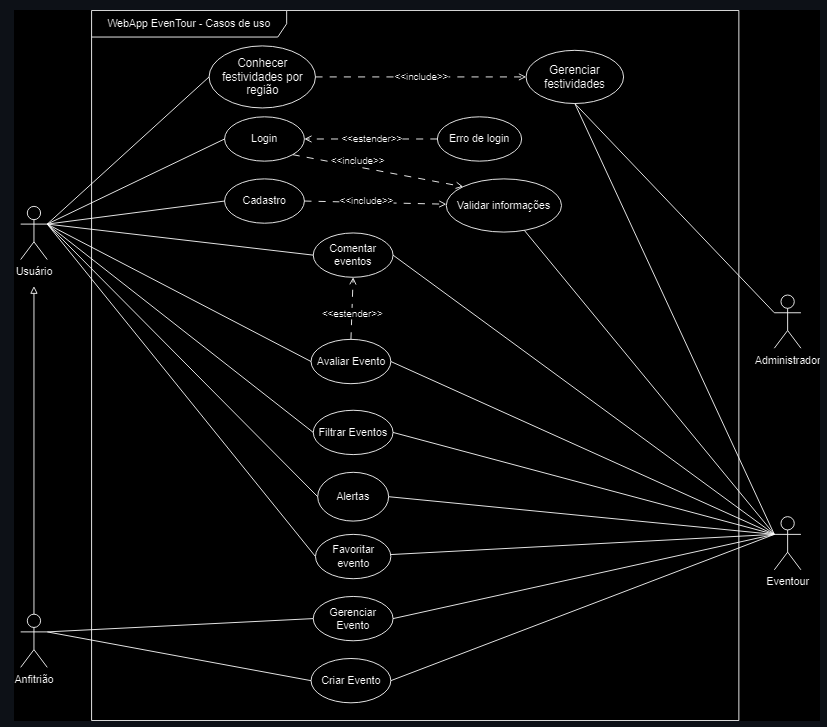 WebApp EvenTour - Casos de uso
Conhecer
festividades por
região
<<include>>
Gerenciar
festividades
Login
<<estender>>
Erro de login
<<include>>
Cadastro
<<include>>
Validar informações
Usuário
Comentar
eventos
<<estender>>
Avaliar Evento
Administrador
Filtrar Eventos
Alertas
Favoritar
evento
Eventour
Gerenciar
Evento
Anfitrião
Criar Evento